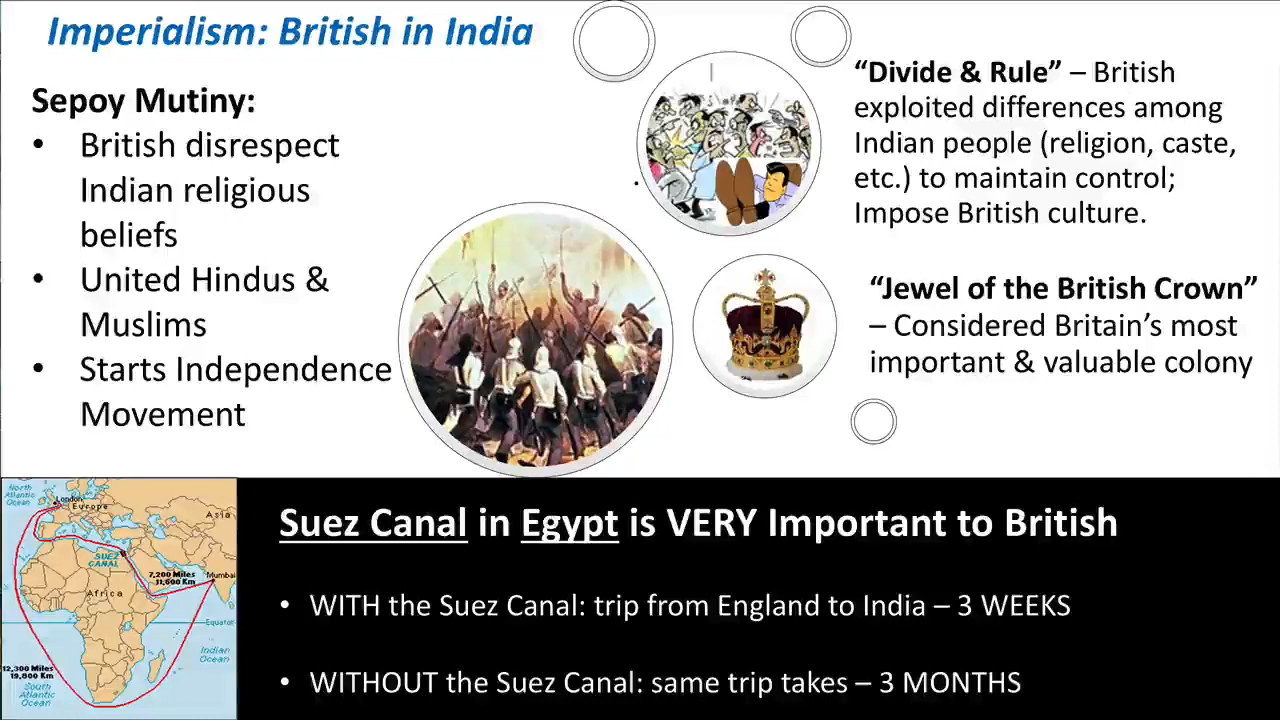 Imperialism: British in India
Sepoy Mutiny:
• British disrespect
Indian religious
beliefs
• United Hindus &
Muslims
• Starts Independence
Movement
“Divide & Rule” – British
exploited differences among
Indian people (religion, caste,
etc.) to maintain control;
Impose British culture.
“Jewel of the British Crown”
– Considered Britain’s most
important & valuable colony
North
Atlantic
Ocean
London
Europe
Asia
SUEZ
CANAL
7,200 Miles
11,600 Km
Mumbai
Africa
Equator
Indian
Ocean
12,300 Miles
19,800 Km
South
Atlantic
Ocean
Suez Canal in Egypt is VERY Important to British
• WITH the Suez Canal: trip from England to India – 3 WEEKS
• WITHOUT the Suez Canal: same trip takes – 3 MONTHS